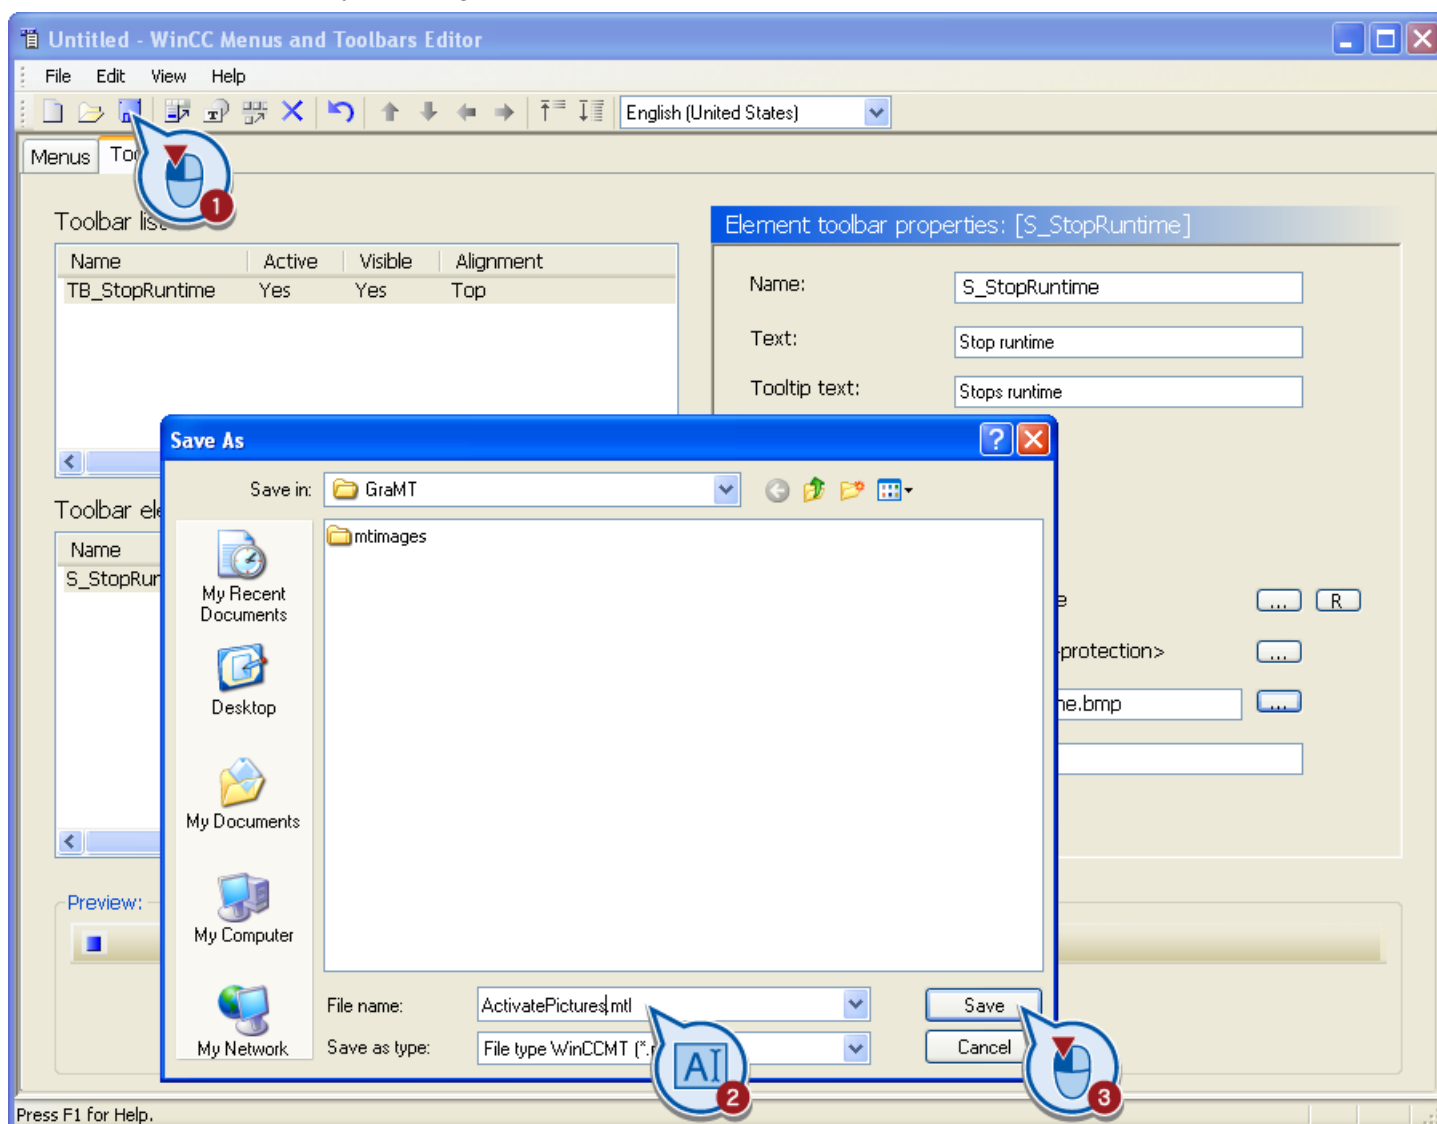 Untitled - WinCC Menus and Toolbars Editor
File Edit View Help
English (United States)
Menus
1
Toolbar list
Element toolbar properties: [S_StopRuntime]
Name Active Visible Alignment
TB_StopRuntime Yes Yes Top
Name: S_StopRuntime
Text: Stop runtime
Tooltip text: Stops runtime
Save As
Save in: GraMT
Toolbar
mtimages
Name
My Recent
Documents
... R
protection> ...
Desktop
.bmp ...
My Documents
Preview:
My Computer
File name: ActivatePictures.mtl Save
My Network Save as type: File type WinCCMT Cancel
AI
2
3
Press F1 for Help.